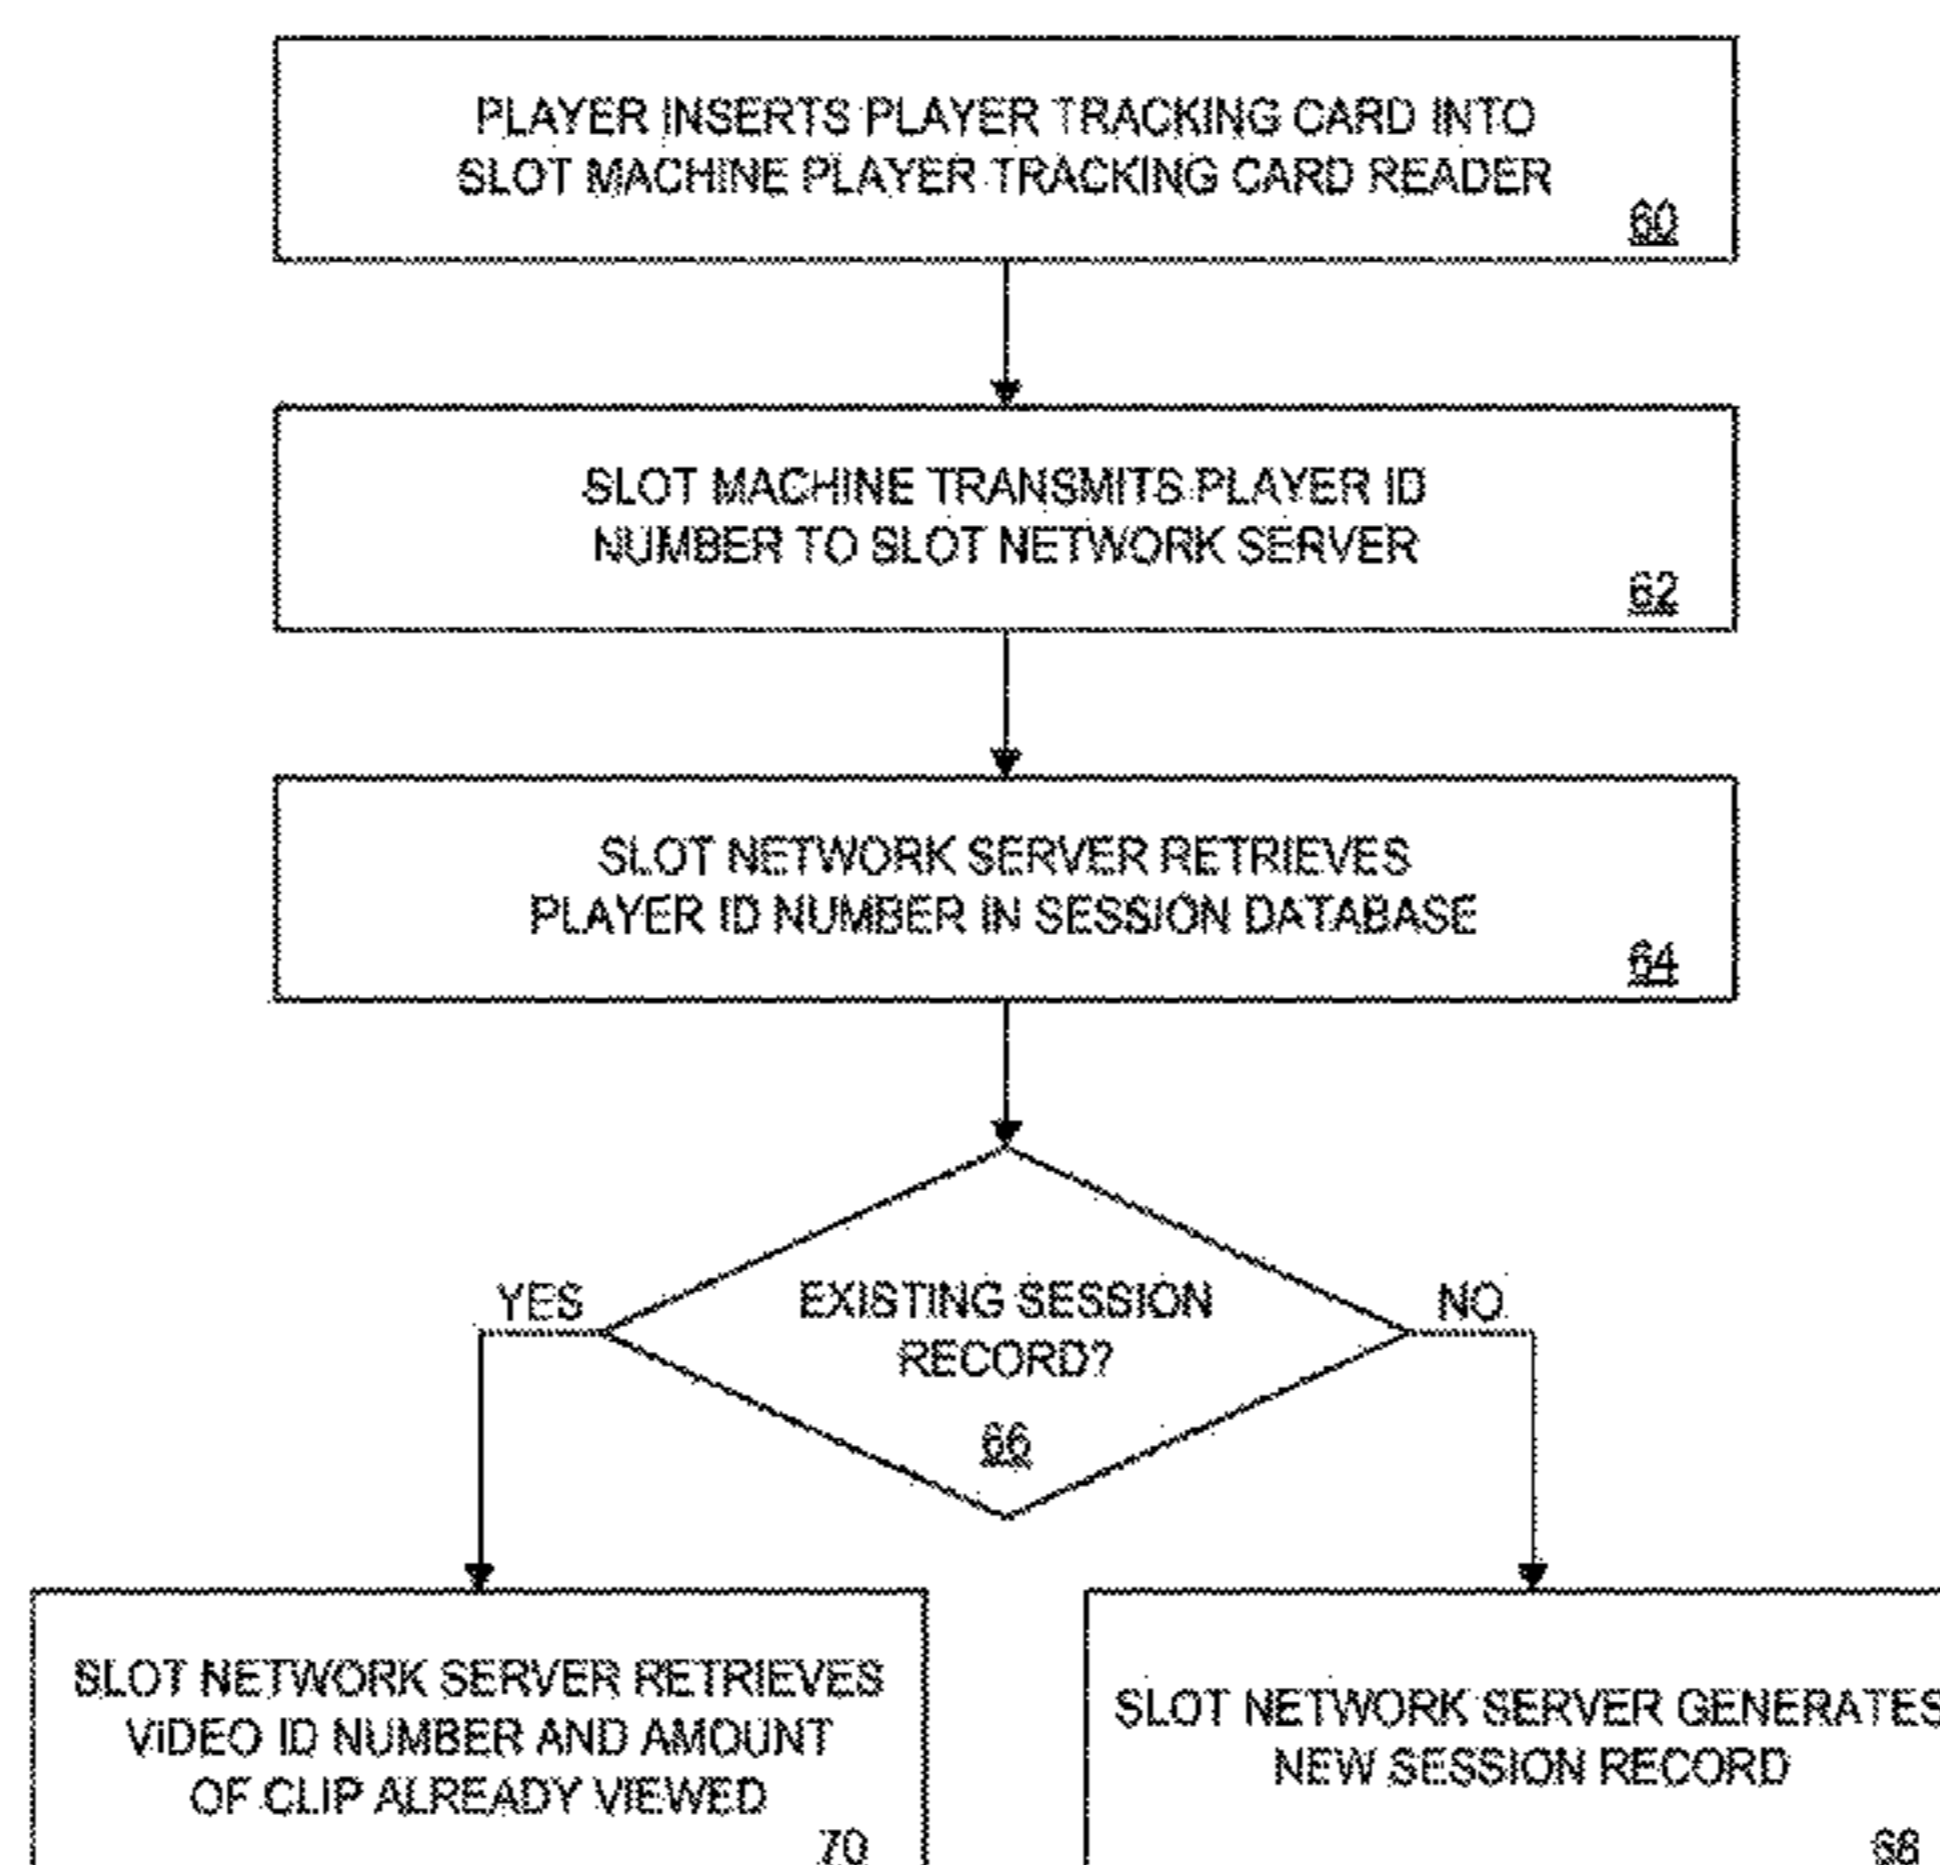 PLAYER INSERTS PLAYER TRACKING CARD INTO
SLOT MACHINE PLAYER TRACKING CARD READER
60
SLOT MACHINE TRANSMITS PLAYER ID
NUMBER TO SLOT NETWORK SERVER
62
SLOT NETWORK SERVER RETRIEVES
PLAYER ID NUMBER IN SESSION DATABASE
64
YES
EXISTING SESSION
RECORD?
NO
66
SLOT NETWORK SERVER RETRIEVES
VIDEO ID NUMBER AND AMOUNT
OF CLIP ALREADY VIEWED
70
SLOT NETWORK SERVER GENERATES
NEW SESSION RECORD
68